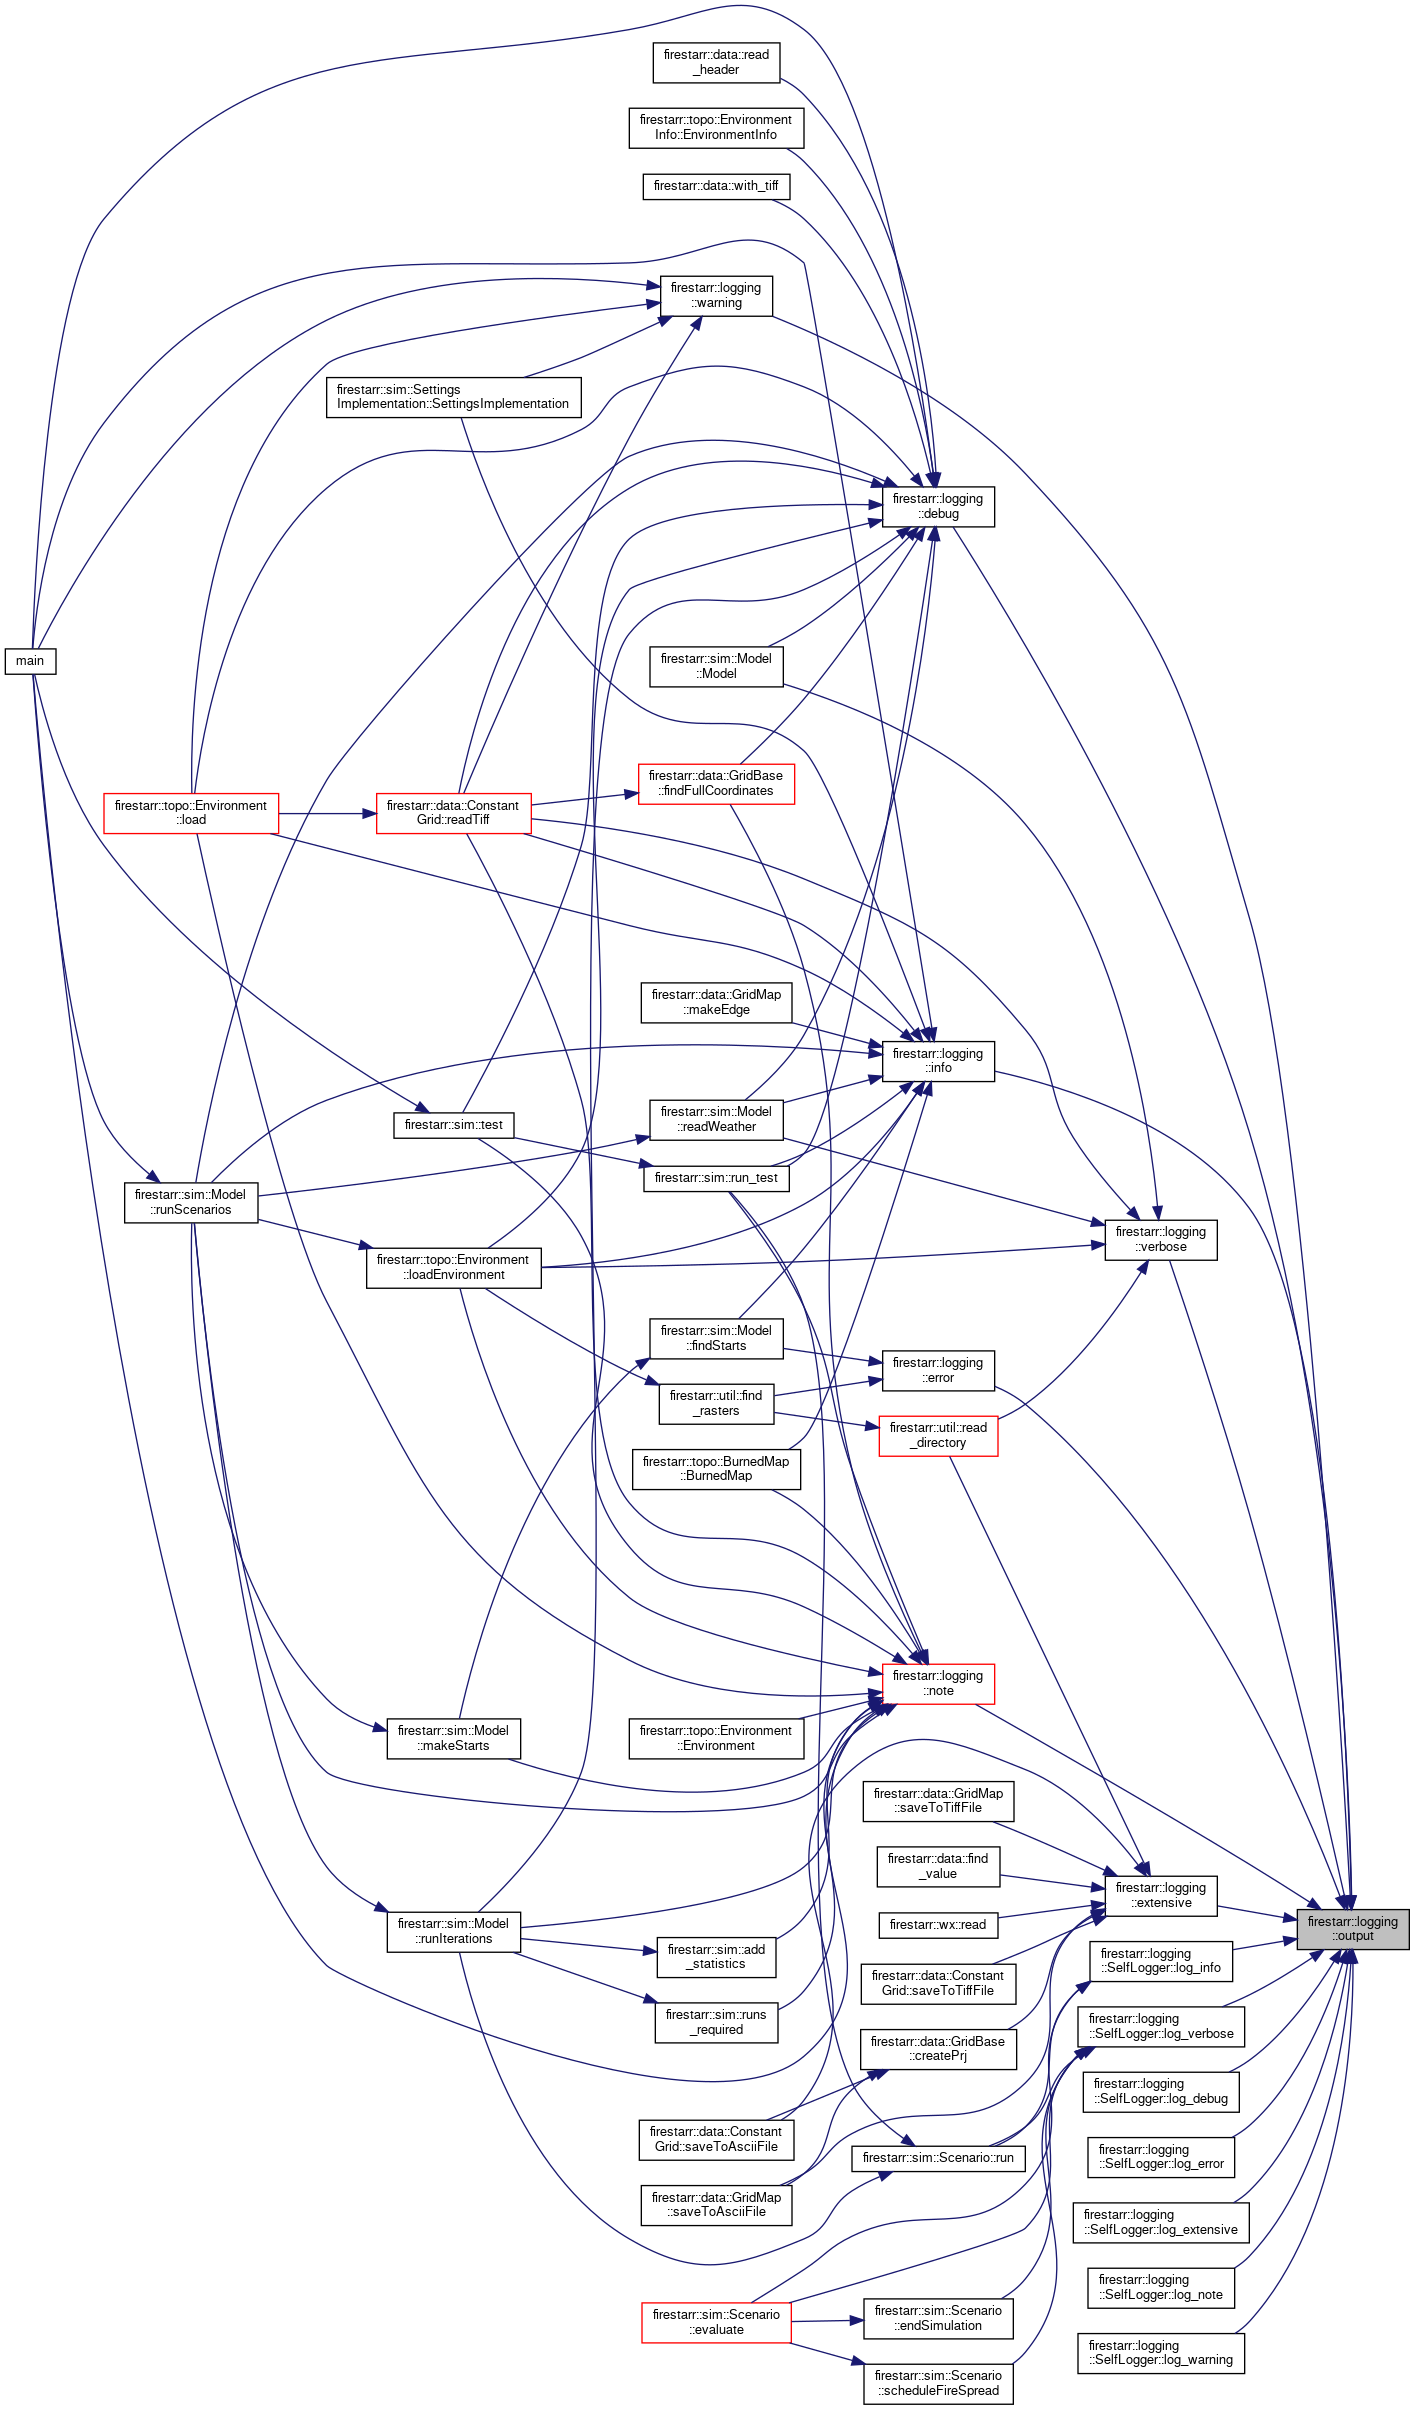 firestarr::data::read
_header
firestarr::topo::Environment
Info::EnvironmentInfo
firestarr::data::with_tiff
firestarr::logging
::warning
firestarr::sim::Settings
Implementation::SettingsImplementation
firestarr::logging
::debug
main
firestarr::sim::Model
::Model
firestarr::data::GridBase
::findFullCoordinates
firestarr::topo::Environment
::load
firestarr::data::Constant
Grid::readTiff
firestarr::data::GridMap
::makeEdge
firestarr::logging
::info
firestarr::sim::test
firestarr::sim::Model
::readWeather
firestarr::sim::run_test
firestarr::sim::Model
::runScenarios
firestarr::logging
::verbose
firestarr::topo::Environment
::loadEnvironment
firestarr::sim::Model
::findStarts
firestarr::logging
::error
firestarr::util::find
_rasters
firestarr::util::read
_directory
firestarr::topo::BurnedMap
::BurnedMap
firestarr::logging
::note
firestarr::sim::Model
::makeStarts
firestarr::topo::Environment
::Environment
firestarr::data::GridMap
::saveToTiffFile
firestarr::data::find
_value
firestarr::logging
::extensive
firestarr::wx::read
firestarr::logging
::output
firestarr::sim::Model
::runIterations
firestarr::sim::add
_statistics
firestarr::logging
::SelfLogger::log_info
firestarr::data::Constant
Grid::saveToTiffFile
firestarr::sim::runs
_required
firestarr::logging
::SelfLogger::log_verbose
firestarr::data::GridBase
::createPrj
firestarr::logging
::SelfLogger::log_debug
firestarr::data::Constant
Grid::saveToAsciiFile
firestarr::sim::Scenario::run
firestarr::logging
::SelfLogger::log_error
firestarr::data::GridMap
::saveToAsciiFile
firestarr::logging
::SelfLogger::log_extensive
firestarr::logging
::SelfLogger::log_note
firestarr::sim::Scenario
::evaluate
firestarr::sim::Scenario
::endSimulation
firestarr::logging
::SelfLogger::log_warning
firestarr::sim::Scenario
::scheduleFireSpread